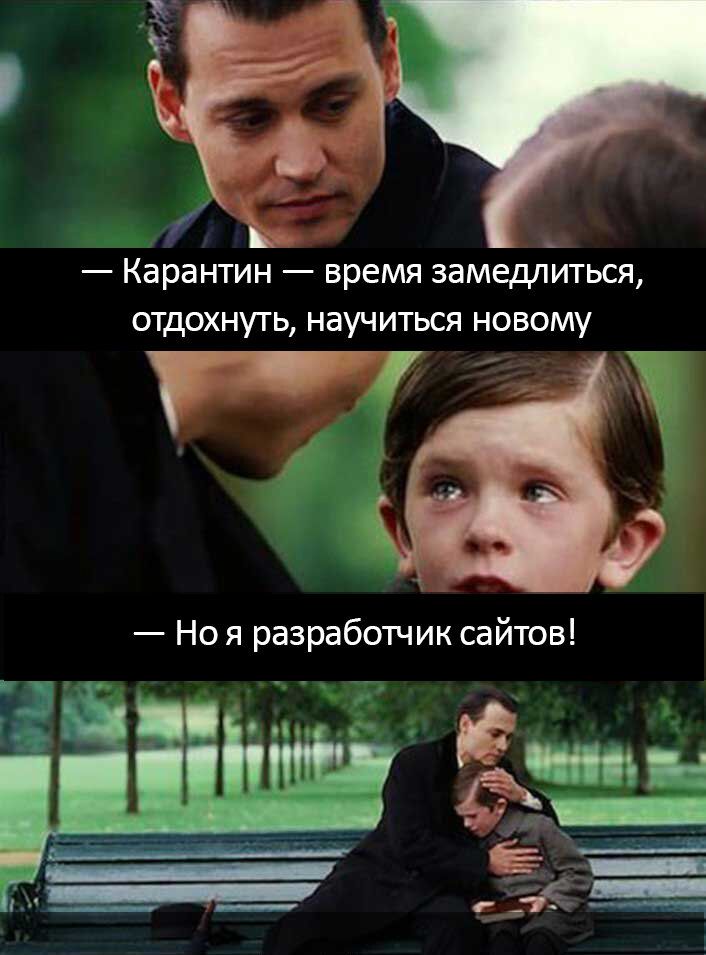 — Карантин — время замедлиться,
отдохнуть, научиться новому
— Но я разработчик сайтов!